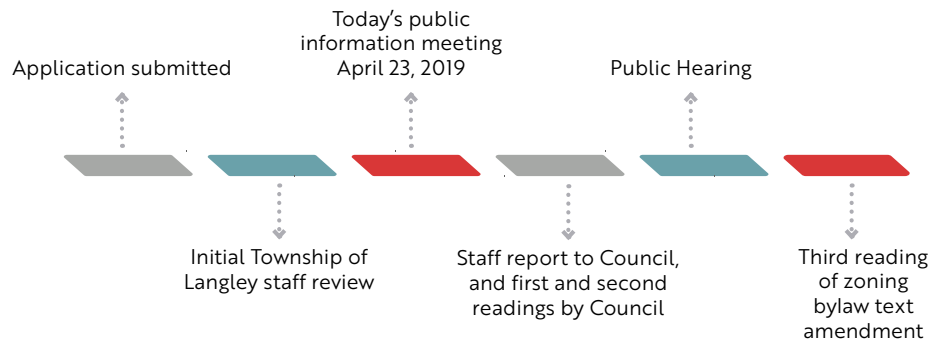 Application submitted
Initial Township of
Langley staff review
Today's public
information meeting
April 23, 2019
Staff report to Council,
and first and second
readings by Council
Public Hearing
Third reading
of zoning
bylaw text
amendment